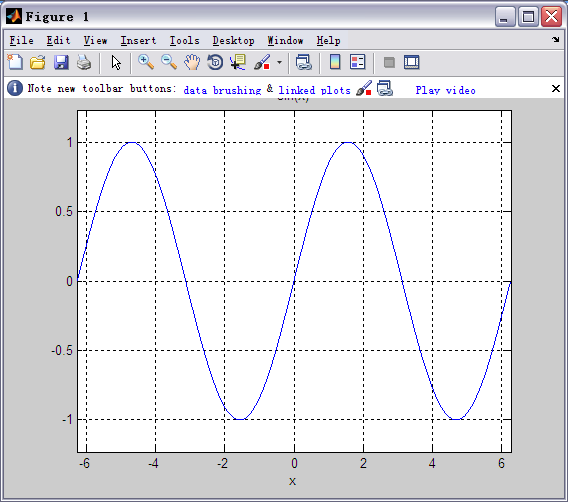 Figure 1
File Edit View Insert Tools Desktop Window Help
Note new toolbar buttons: data brushing & linked plots Play video
1
0.5
0
-0.5
-1
-6 -4 -2 0 2 4 6
x